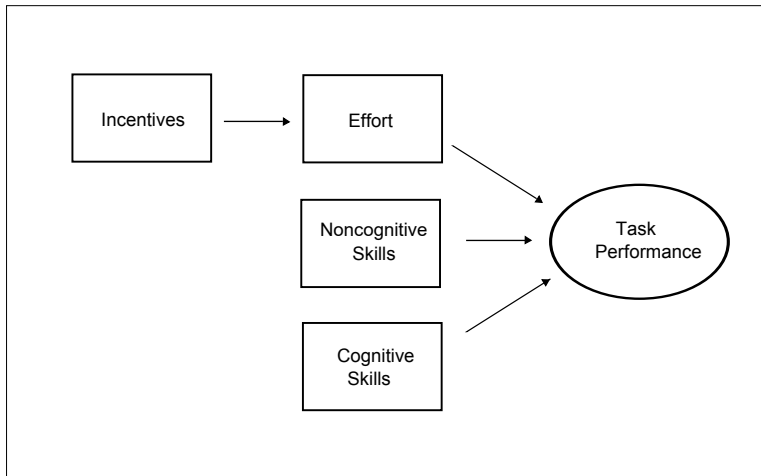 Incentives
Effort
Noncognitive
Skills
Cognitive
Skills
Task
Performance